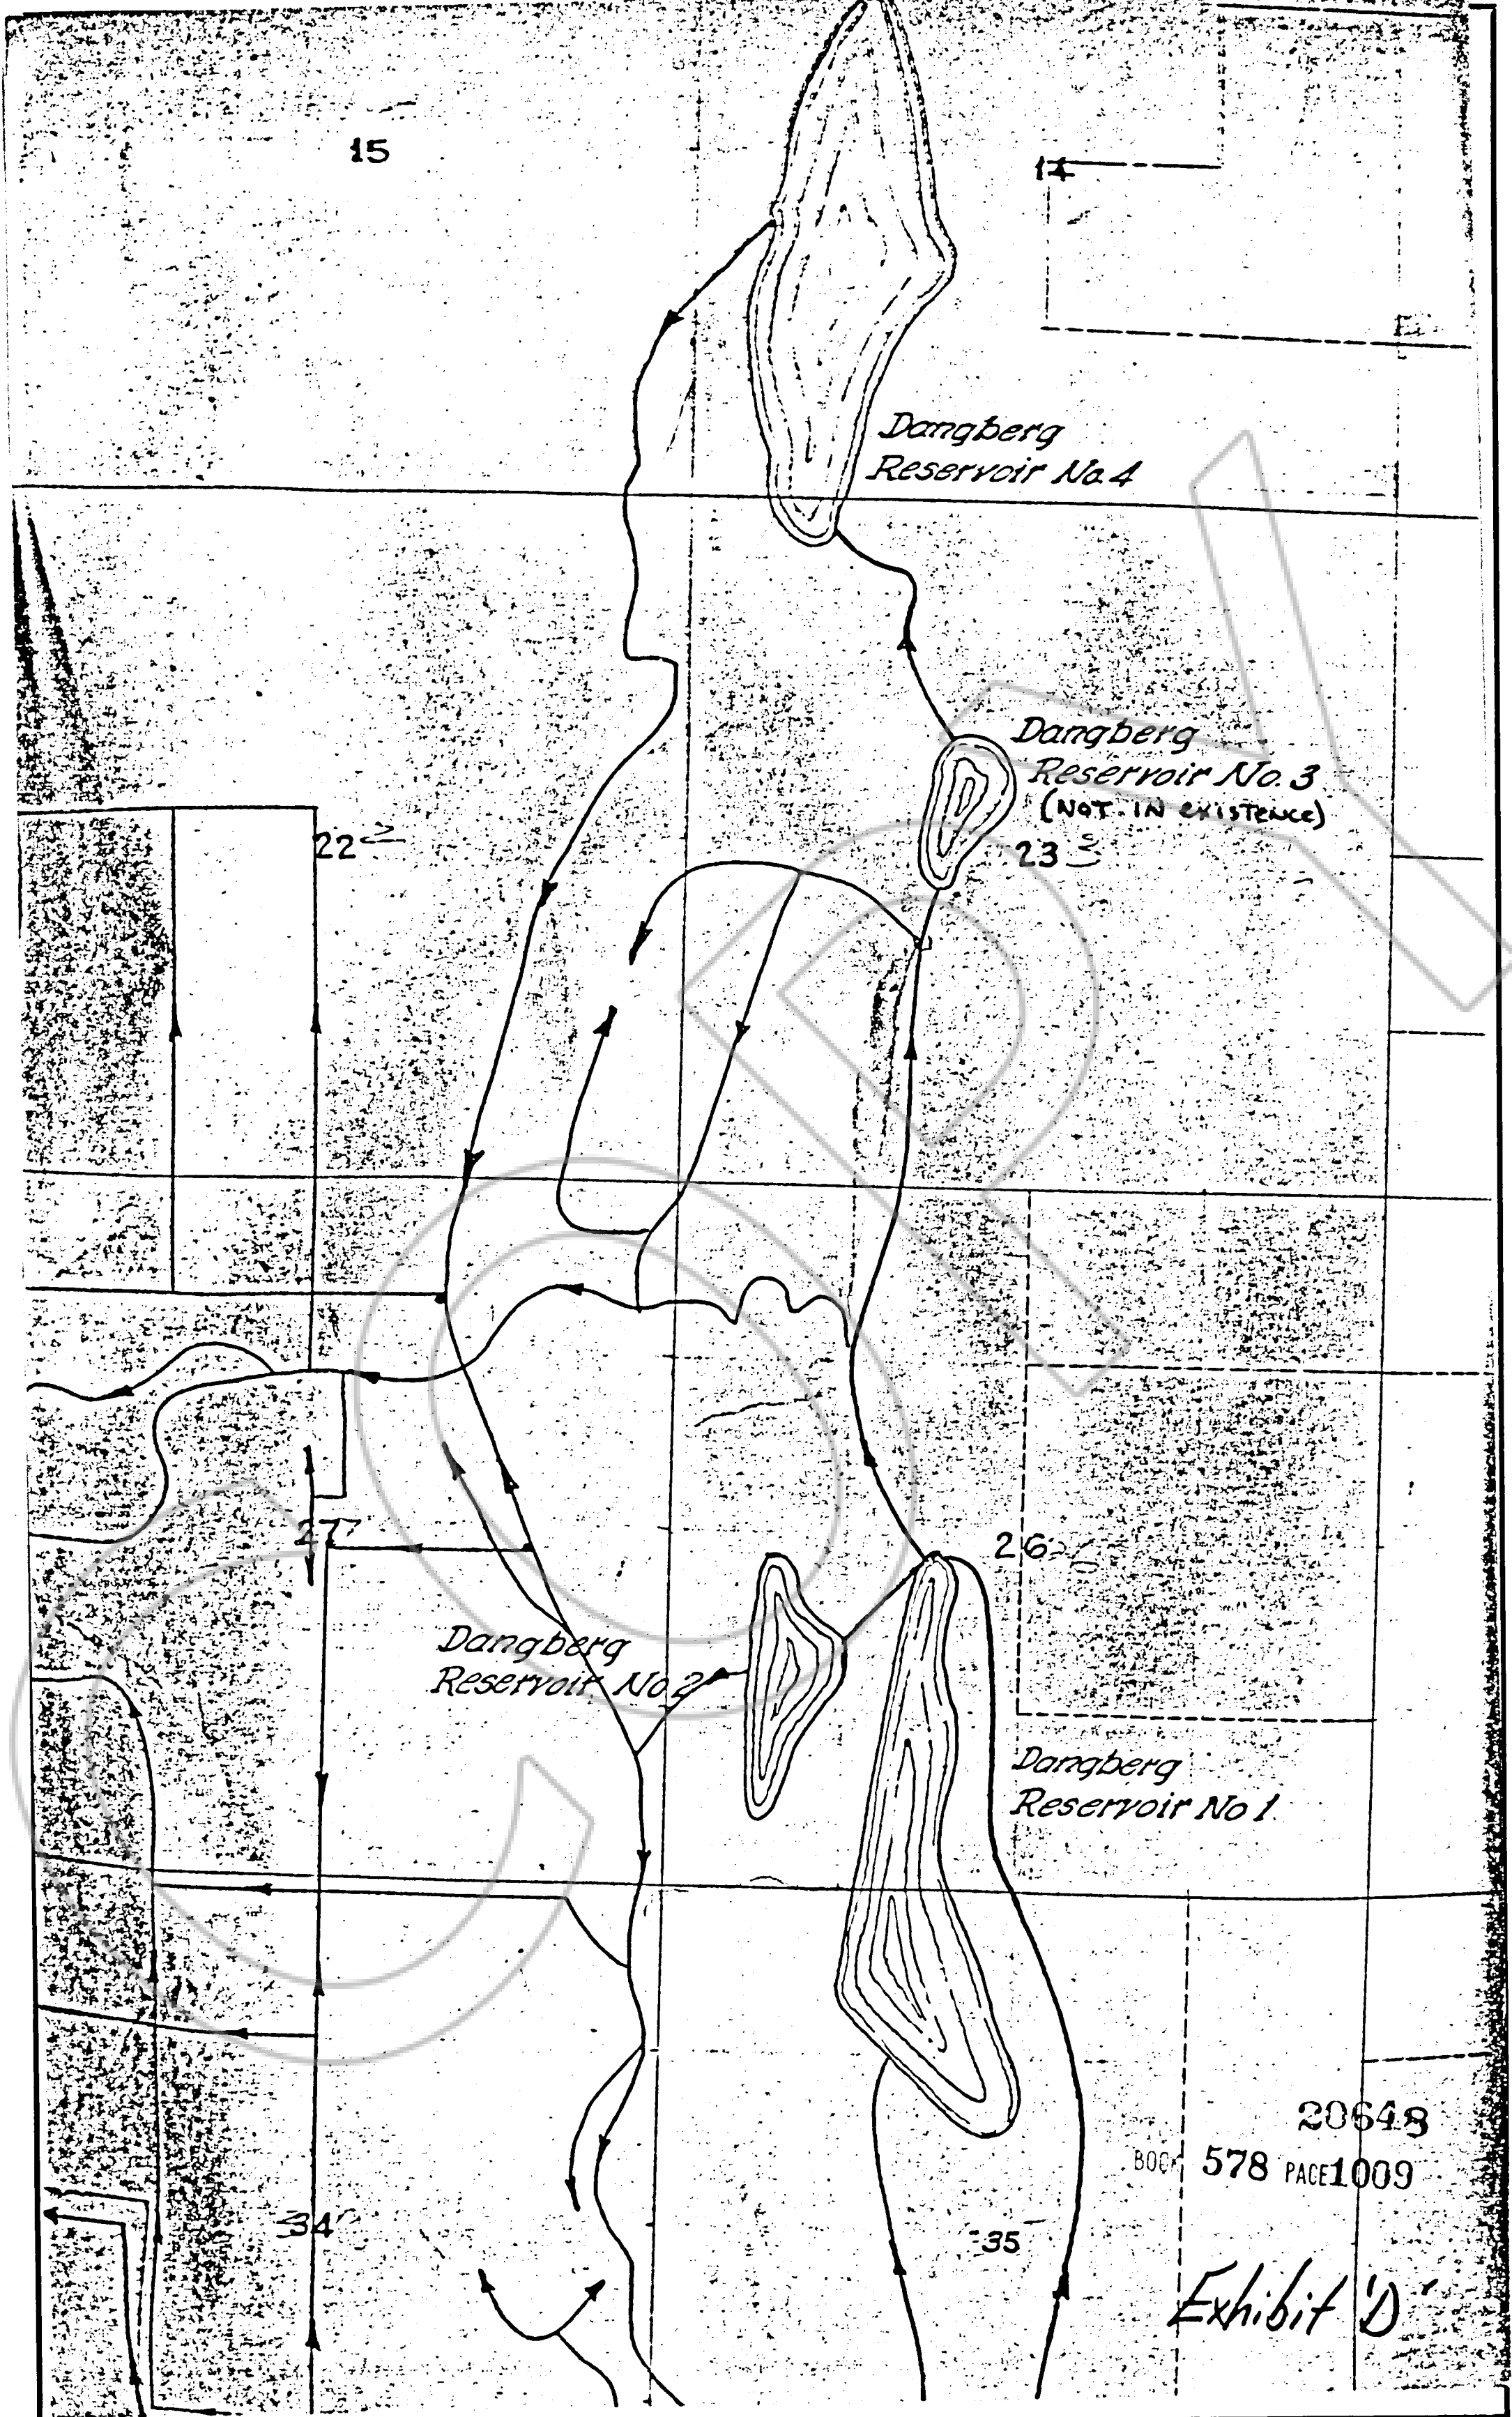 15
14
Dangberg
Reservoir No. 4
Dangberg
Reservoir No. 3
(NOT IN EXISTENCE)
22
23
27
26
Dangberg
Reservoir No 2
Dangberg
Reservoir No 1
20648
BOOK 578 PAGE 1009
34
35
Exhibit 'D'
COPY